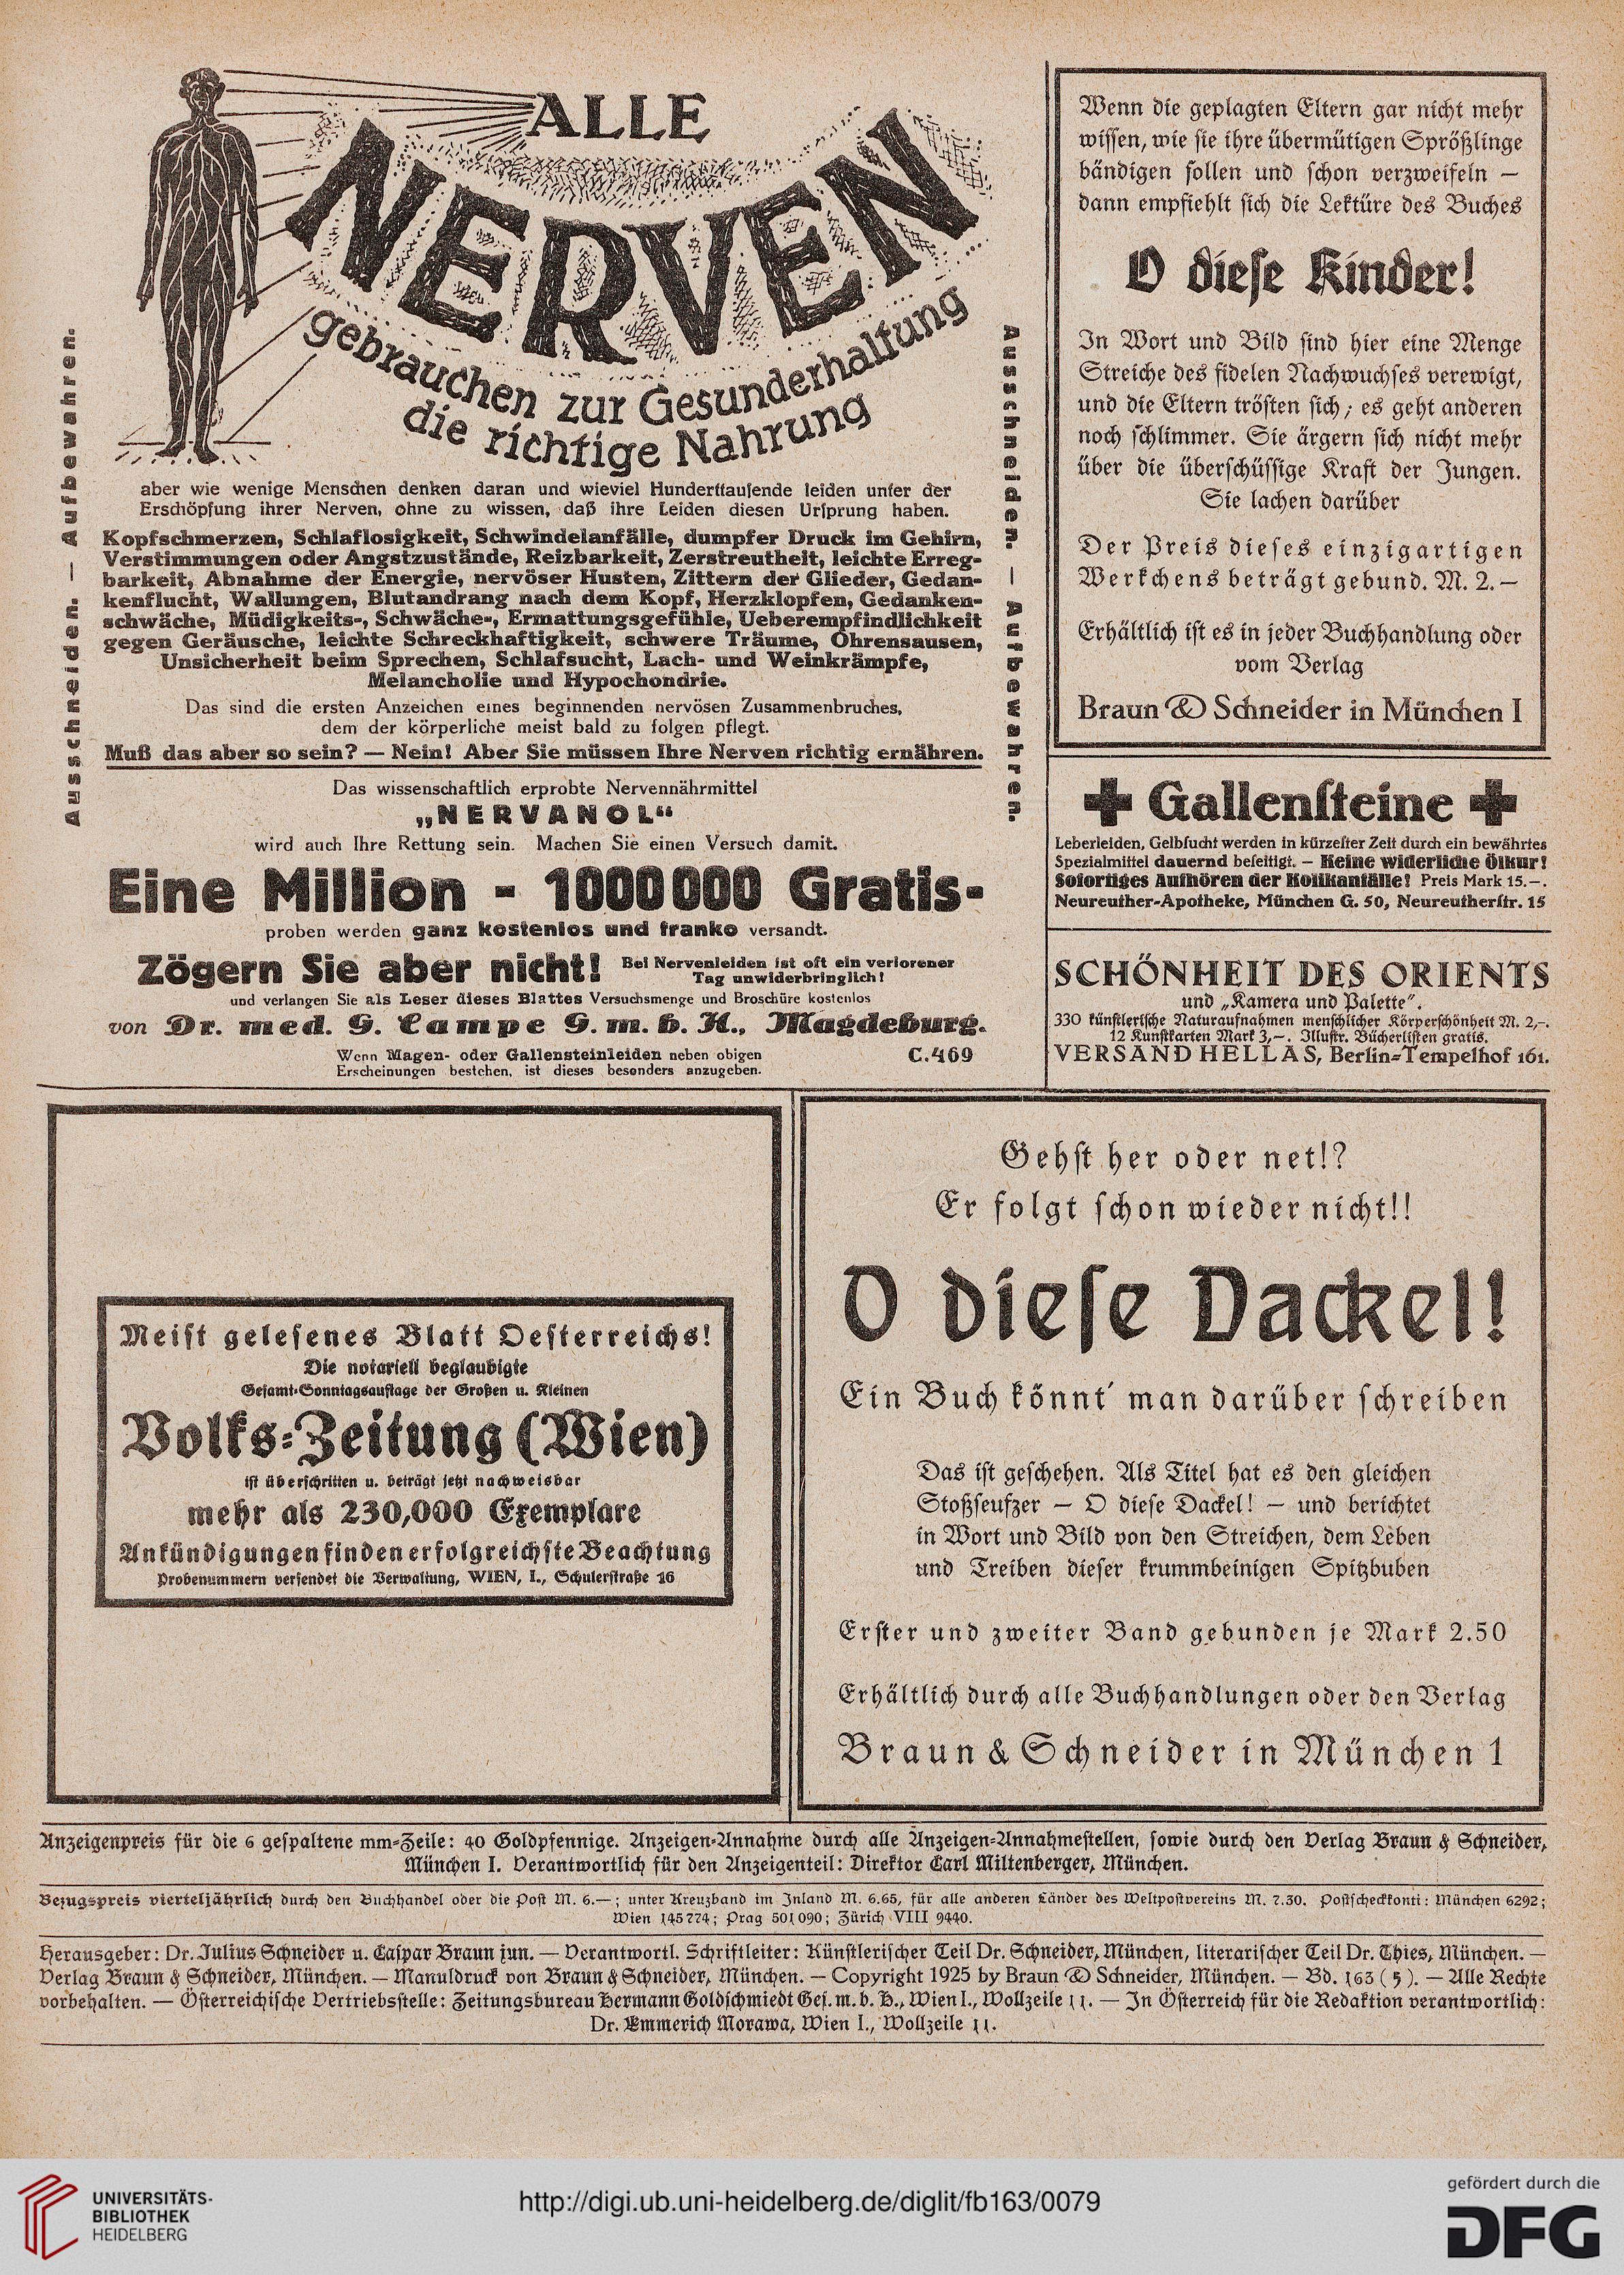 ALLE
NERVEN
gebrauchen zur Gesunderhaltung
die richtige Nahrung
aber wie wenige Menschen denken daran und wieviel Hunderttausende leiden unter der
Erschöpfung ihrer Nerven, ohne zu wissen, daß ihre Leiden diesen Ursprung haben.
Kopfschmerzen, Schlaflosigkeit, Schwindelanfälle, dumpfer Druck im Gehirn,
Verstimmungen oder Angstzustände, Reizbarkeit, Zerstreutheit, leichte Erreg-
barkeit, Abnahme der Energie, nervöser Husten, Zittern der Glieder, Gedan-
kenflucht, Wallungen, Blutandrang nach dem Kopf, Herzklopfen, Gedanken-
schwäche, Müdigkeits-, Schwäche-, Ermattungsgefühle, Ueberempfindlichkeit
gegen Geräusche, leichte Schreckhaftigkeit, schwere Träume, Ohrensausen,
Unsicherheit beim Sprechen, Schlafsucht, Lach- und Weinkrämpfe,
Melancholie und Hypochondrie.
Das sind die ersten Anzeichen eines beginnenden nervösen Zusammenbruches,
dem der körperliche meist bald zu folgen pflegt.
Muß das aber so sein? — Nein! Aber Sie müssen Ihre Nerven richtig ernähren.
Das wissenschaftlich erprobte Nervennährmittel
„NERVANOL“
wird auch Ihre Rettung sein. Machen Sie einen Versuch damit.
Eine Million - 1000000 Gratis-
proben werden ganz kostenlos und franko versandt.
Zögern Sie aber nicht! Bei Nervenleiden ist oft ein verlorener
Tag unwiderbringlich!
und verlangen Sie als Leser dieses Blattes Versuchsmenge und Broschüre kostenlos
von Dr. med. G. Campe G. m. b. H., Magdeburg.
Wenn Magen- oder Gallensteinleiden neben obigen
Erscheinungen bestehen, ist dieses besonders anzugeben.
C.469
Ausschneiden. — Aufbewahren.
Ausschneiden. — Aufbewahren.
Wenn die geplagten Eltern gar nicht mehr
wissen, wie sie ihre übermütigen Sprößlinge
bändigen sollen und schon verzweifeln —
dann empfiehlt sich die Lektüre des Buches
O diese Kinder!
In Wort und Bild sind hier eine Menge
Streiche des fidelen Nachwuchses verewigt,
und die Eltern trösten sich; es geht anderen
noch schlimmer. Sie ärgern sich nicht mehr
über die überschüssige Kraft der Jungen.
Sie lachen darüber
Der Preis dieses einzigartigen
Werkchens beträgt gebund. M. 2.—
Erhältlich ist es in jeder Buchhandlung oder
vom Verlag
Braun & Schneider in München I
Gallensteine
Leberleiden, Gelbsucht werden in kürzester Zeit durch ein bewährtes
Spezialmittel dauernd beseitigt. — Keine widerliche Ölkur!
Sofortiges Aufhören der Kolikanfälle! Preis Mark 15.—.
Neureuther-Apotheke, München G. 50, Neureutherstr. 15
SCHÖNHEIT DES ORIENTS
und „Kamera und Palette“.
330 künstlerische Naturaufnahmen menschlicher Körperschönheit M. 2,—.
12 Kunstkarten Mark 3,—. Illustr. Bücherlisten gratis.
VERSAND HELLAS, Berlin-Tempelhof 161.
Meist gelesenes Blatt Oesterreichs!
Die notariell beglaubigte
Gesamt-Sonntagsauflage der Großen u. Kleinen
Volks-Zeitung (Wien)
ist überschritten u. beträgt jetzt nachweisbar
mehr als 230,000 Exemplare
Ankündigungen finden erfolgreichste Beachtung
Probenummern versendet die Verwaltung, WIEN, I., Schulerstraße 16
Gehst her oder net!?
Er folgt schon wieder nicht!!
O diese Dackel!
Ein Buch könnt' man darüber schreiben
Das ist geschehen. Als Titel hat es den gleichen
Stoßseufzer — O diese Dackel! — und berichtet
in Wort und Bild von den Streichen, dem Leben
und Treiben dieser krummbeinigen Spitzbuben
Erster und zweiter Band gebunden je Mark 2.50
Erhältlich durch alle Buchhandlungen oder den Verlag
Braun & Schneider in München 1
Anzeigenpreis für die 6 gespaltene mm-Zeile: 40 Goldpfennige. Anzeigen-Annahme durch alle Anzeigen-Annahmestellen, sowie durch den Verlag Braun & Schneider,
München I. Verantwortlich für den Anzeigenteil: Direktor Carl Miltenberger, München.
Bezugspreis vierteljährlich durch den Buchhandel oder die Post M. 6.—; unter Kreuzband im Inland M. 6.65, für alle anderen Länder des Weltpostvereins M. 7.30. Postscheckkonti: München 6292;
Wien 145774; Prag 501090; Zürich VIII 9440.
Herausgeber: Dr. Julius Schneider u. Caspar Braun jun. — Verantwortl. Schriftleiter: Künstlerischer Teil Dr. Schneider, München, literarischer Teil Dr. Thies, München. —
Verlag Braun & Schneider, München. — Manuldruck von Braun & Schneider, München. — Copyright 1925 by Braun & Schneider, München. — Bd. 163 (5). — Alle Rechte
vorbehalten. — Österreichische Vertriebsstelle: Zeitungsbureau Hermann Goldschmiedt Ges. m. b. H., Wien I., Wollzeile 11. — In Österreich für die Redaktion verantwortlich:
Dr. Emmerich Morawa, Wien I., Wollzeile 11.
UNIVERSITÄTS-
BIBLIOTHEK
HEIDELBERG
http://digi.ub.uni-heidelberg.de/diglit/fb163/0079
gefördert durch die
DFG